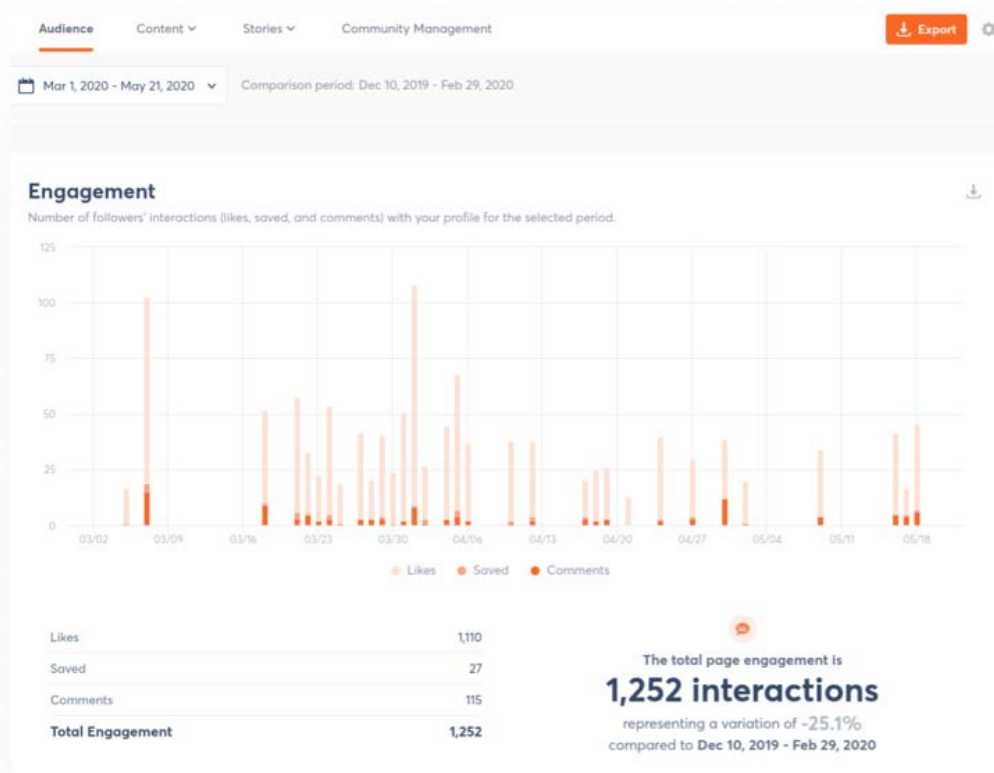 Audience Content Stories Community Management Export
Mar 1, 2020 - May 21, 2020 Comparison period: Dec 10, 2019 - Feb 29, 2020
Engagement
Number of followers' interactions (likes, saved, and comments) with your profile for the selected period.
125
100
75
50
25
0
03/02 03/09 03/16 03/23 03/30 04/06 04/13 04/20 04/27 05/04 05/11 05/18
Likes Saved Comments
Likes 1,110
Saved 27
Comments 115
Total Engagement 1,252
The total page engagement is
1,252 interactions
representing a variation of -25.1%
compared to Dec 10, 2019 - Feb 29, 2020